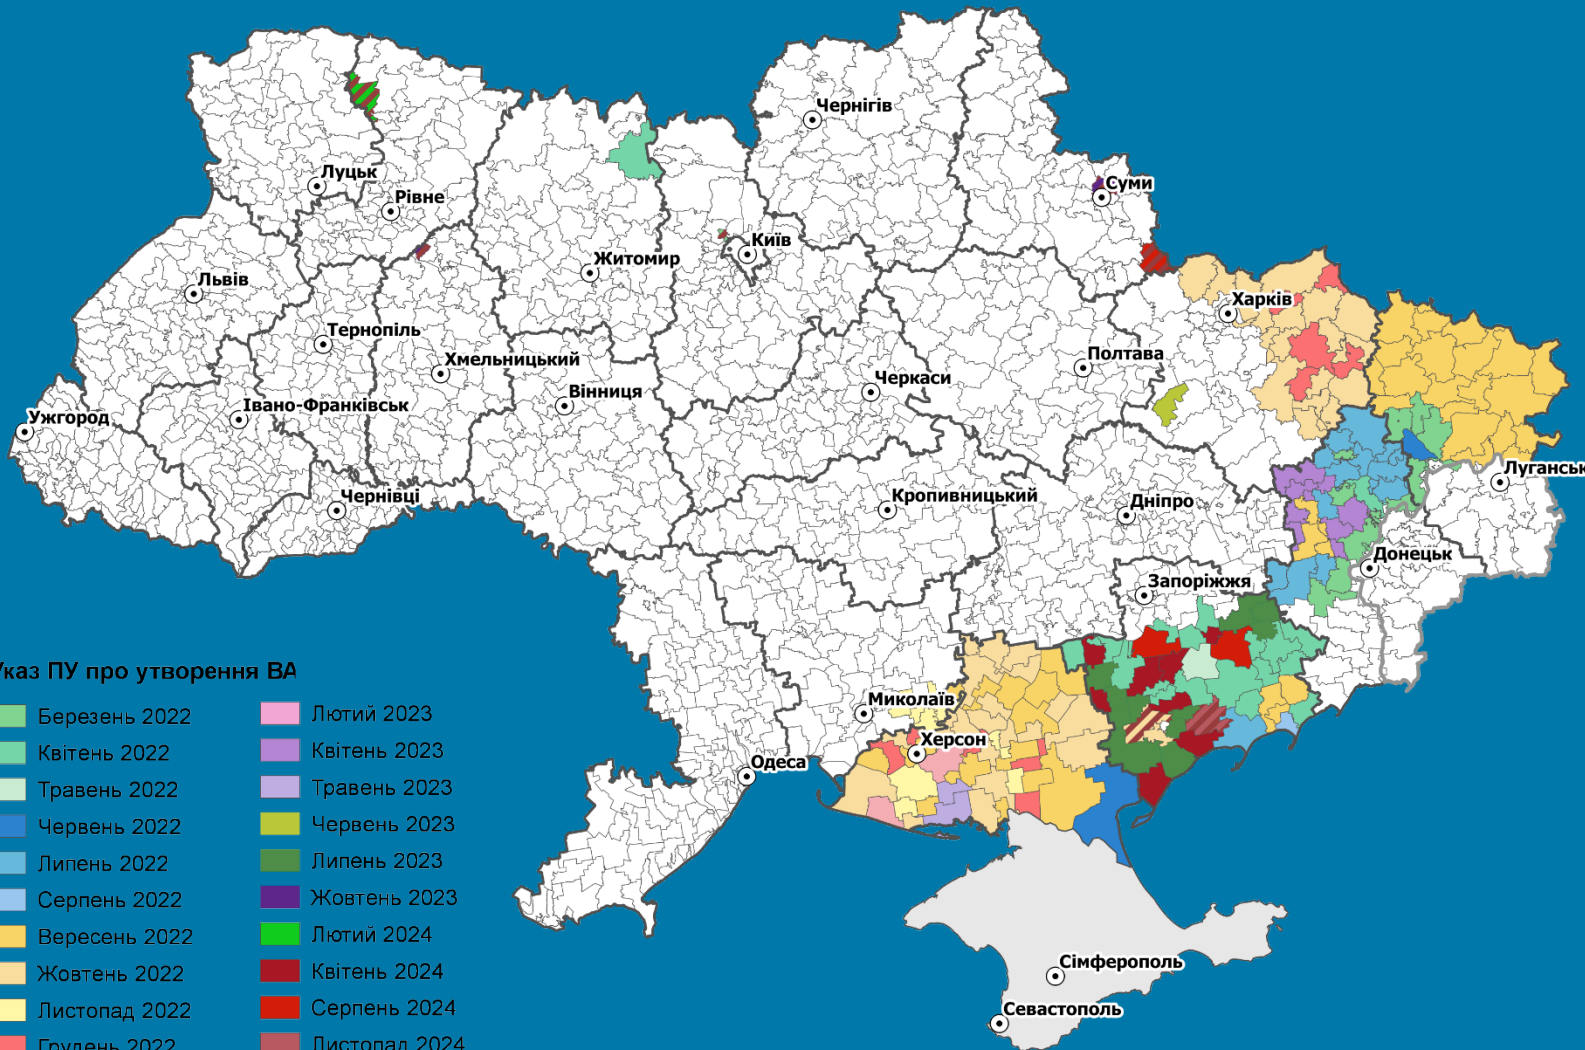 Чернігів
Луцьк
Суми
Рівне
Київ
Житомир
Львів
Харків
Тернопіль
Хмельницький
Полтава
Вінниця
Черкаси
Івано-Франківськ
Ужгород
Луганськ
Чернівці
Кропивницький
Дніпро
Донецьк
Запоріжжя
Указ ПУ про утворення ВА
Миколаїв
Херсон
Одеса
Березень 2022
Квітень 2022
Травень 2022
Червень 2022
Липень 2022
Серпень 2022
Вересень 2022
Жовтень 2022
Листопад 2022
Грудень 2022
Лютий 2023
Квітень 2023
Травень 2023
Червень 2023
Липень 2023
Жовтень 2023
Лютий 2024
Квітень 2024
Серпень 2024
Листопад 2024
Сімферополь
Севастополь